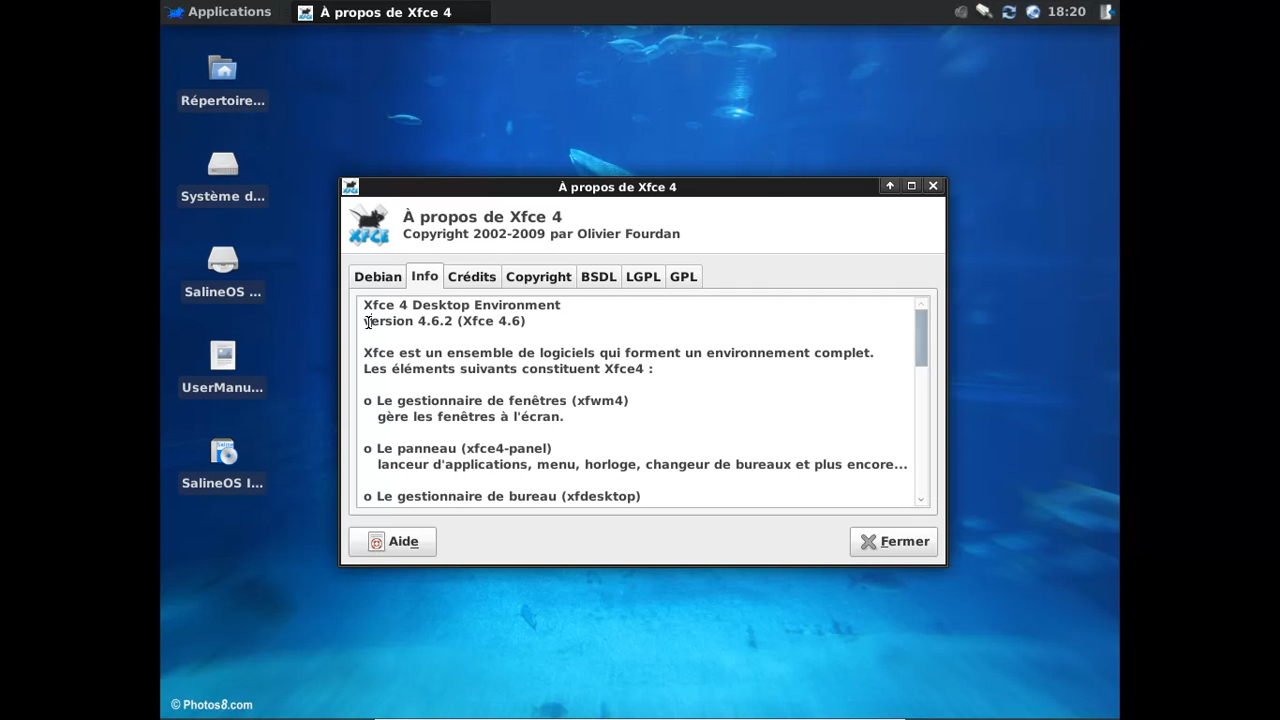 Applications
À propos de Xfce 4
18:20
Répertoire...
Système d...
SalineOS ...
UserManu...
SalineOS I...
À propos de Xfce 4
À propos de Xfce 4
Copyright 2002-2009 par Olivier Fourdan
Debian Info Crédits Copyright BSDL LGPL GPL
Xfce 4 Desktop Environment
version 4.6.2 (Xfce 4.6)
Xfce est un ensemble de logiciels qui forment un environnement complet.
Les éléments suivants constituent Xfce4 :
o Le gestionnaire de fenêtres (xfwm4)
gère les fenêtres à l'écran.
o Le panneau (xfce4-panel)
lanceur d'applications, menu, horloge, changeur de bureaux et plus encore...
o Le gestionnaire de bureau (xfdesktop)
Aide
Fermer
© Photos8.com